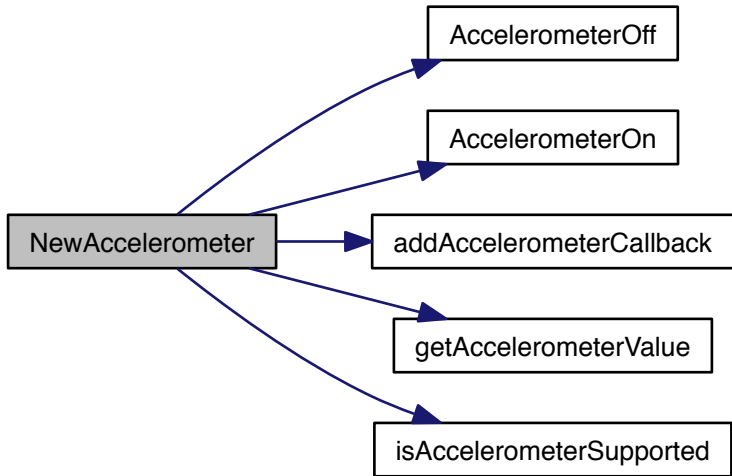 AccelerometerOff
AccelerometerOn
NewAccelerometer
addAccelerometerCallback
getAccelerometerValue
isAccelerometerSupported